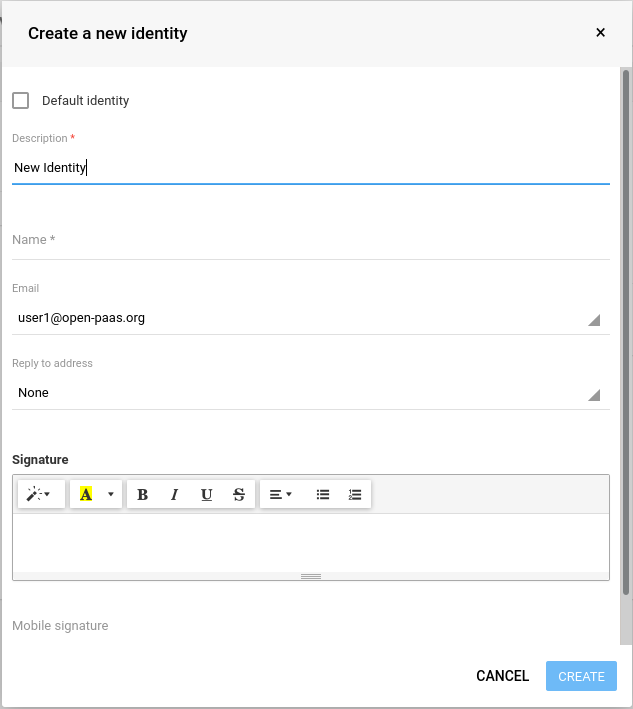 Create a new identity ×
Default identity
Description *
New Identity
Name *
Email
user1@open-paas.org
Reply to address
None
Signature
A B I U S
Mobile signature
CANCEL CREATE